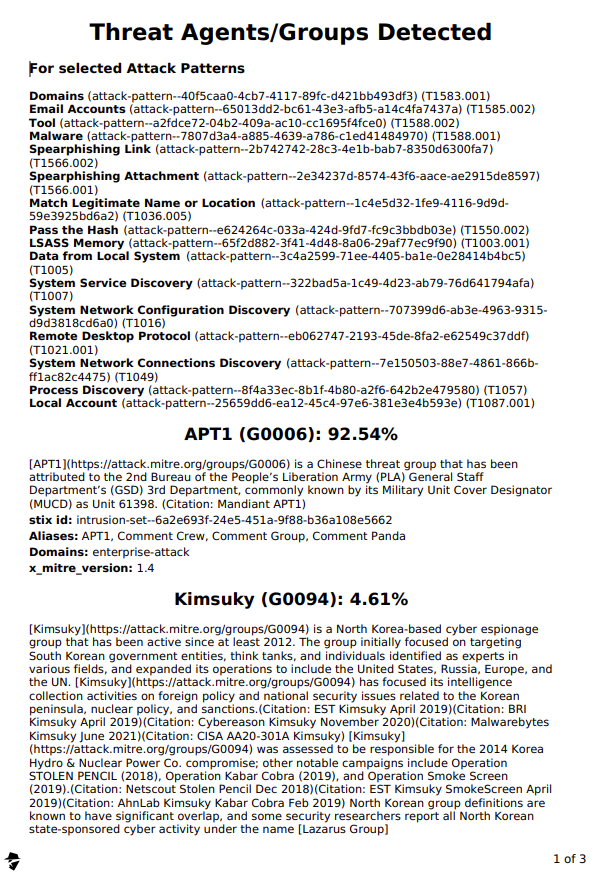 Threat Agents/Groups Detected
For selected Attack Patterns
Domains (attack-pattern--40f5caa0-4cb7-4117-89fc-d421bb493df3) (T1583.001)
Email Accounts (attack-pattern--65013dd2-bc61-43e3-afb5-a14c4fa7437a) (T1585.002)
Tool (attack-pattern--a2fdce72-04b2-409a-ac10-cc1695f4fce0) (T1588.002)
Malware (attack-pattern--7807d3a4-a885-4639-a786-c1ed41484970) (T1588.001)
Spearphishing Link (attack-pattern--2b742742-28c3-4e1b-bab7-8350d6300fa7)
(T1566.002)
Spearphishing Attachment (attack-pattern--2e34237d-8574-43f6-aace-ae2915de8597)
(T1566.001)
Match Legitimate Name or Location (attack-pattern--1c4e5d32-1fe9-4116-9d9d-
59e3925bd6a2) (T1036.005)
Pass the Hash (attack-pattern--e624264c-033a-424d-9fd7-fc9c3bbdb03e) (T1550.002)
LSASS Memory (attack-pattern--65f2d882-3f41-4d48-8a06-29af77ec9f90) (T1003.001)
Data from Local System (attack-pattern--3c4a2599-71ee-4405-ba1e-0e28414b4bc5)
(T1005)
System Service Discovery (attack-pattern--322bad5a-1c49-4d23-ab79-76d641794afa)
(T1007)
System Network Configuration Discovery (attack-pattern--707399d6-ab3e-4963-9315-
d9d3818cd6a0) (T1016)
Remote Desktop Protocol (attack-pattern--eb062747-2193-45de-8fa2-e62549c37ddf)
(T1021.001)
System Network Connections Discovery (attack-pattern--7e150503-88e7-4861-866b-
ff1ac82c4475) (T1049)
Process Discovery (attack-pattern--8f4a33ec-8b1f-4b80-a2f6-642b2e479580) (T1057)
Local Account (attack-pattern--25659dd6-ea12-45c4-97e6-381e3e4b593e) (T1087.001)
APT1 (G0006): 92.54%
[APT1](https://attack.mitre.org/groups/G0006) is a Chinese threat group that has been
attributed to the 2nd Bureau of the People’s Liberation Army (PLA) General Staff
Department’s (GSD) 3rd Department, commonly known by its Military Unit Cover Designator
(MUCD) as Unit 61398. (Citation: Mandiant APT1)
stix id: intrusion-set--6a2e693f-24e5-451a-9f88-b36a108e5662
Aliases: APT1, Comment Crew, Comment Group, Comment Panda
Domains: enterprise-attack
x_mitre_version: 1.4
Kimsuky (G0094): 4.61%
[Kimsuky](https://attack.mitre.org/groups/G0094) is a North Korea-based cyber espionage
group that has been active since at least 2012. The group initially focused on targeting
South Korean government entities, think tanks, and individuals identified as experts in
various fields, and expanded its operations to include the United States, Russia, Europe, and
the UN. [Kimsuky](https://attack.mitre.org/groups/G0094) has focused its intelligence
collection activities on foreign policy and national security issues related to the Korean
peninsula, nuclear policy, and sanctions.(Citation: EST Kimsuky April 2019)(Citation: BRI
Kimsuky April 2019)(Citation: Cybereason Kimsuky November 2020)(Citation: Malwarebytes
Kimsuky June 2021)(Citation: CISA AA20-301A Kimsuky) [Kimsuky]
(https://attack.mitre.org/groups/G0094) was assessed to be responsible for the 2014 Korea
Hydro & Nuclear Power Co. compromise; other notable campaigns include Operation
STOLEN PENCIL (2018), Operation Kabar Cobra (2019), and Operation Smoke Screen
(2019).(Citation: Netscout Stolen Pencil Dec 2018)(Citation: EST Kimsuky SmokeScreen April
2019)(Citation: AhnLab Kimsuky Kabar Cobra Feb 2019) North Korean group definitions are
known to have significant overlap, and some security researchers report all North Korean
state-sponsored cyber activity under the name [Lazarus Group]
1 of 3